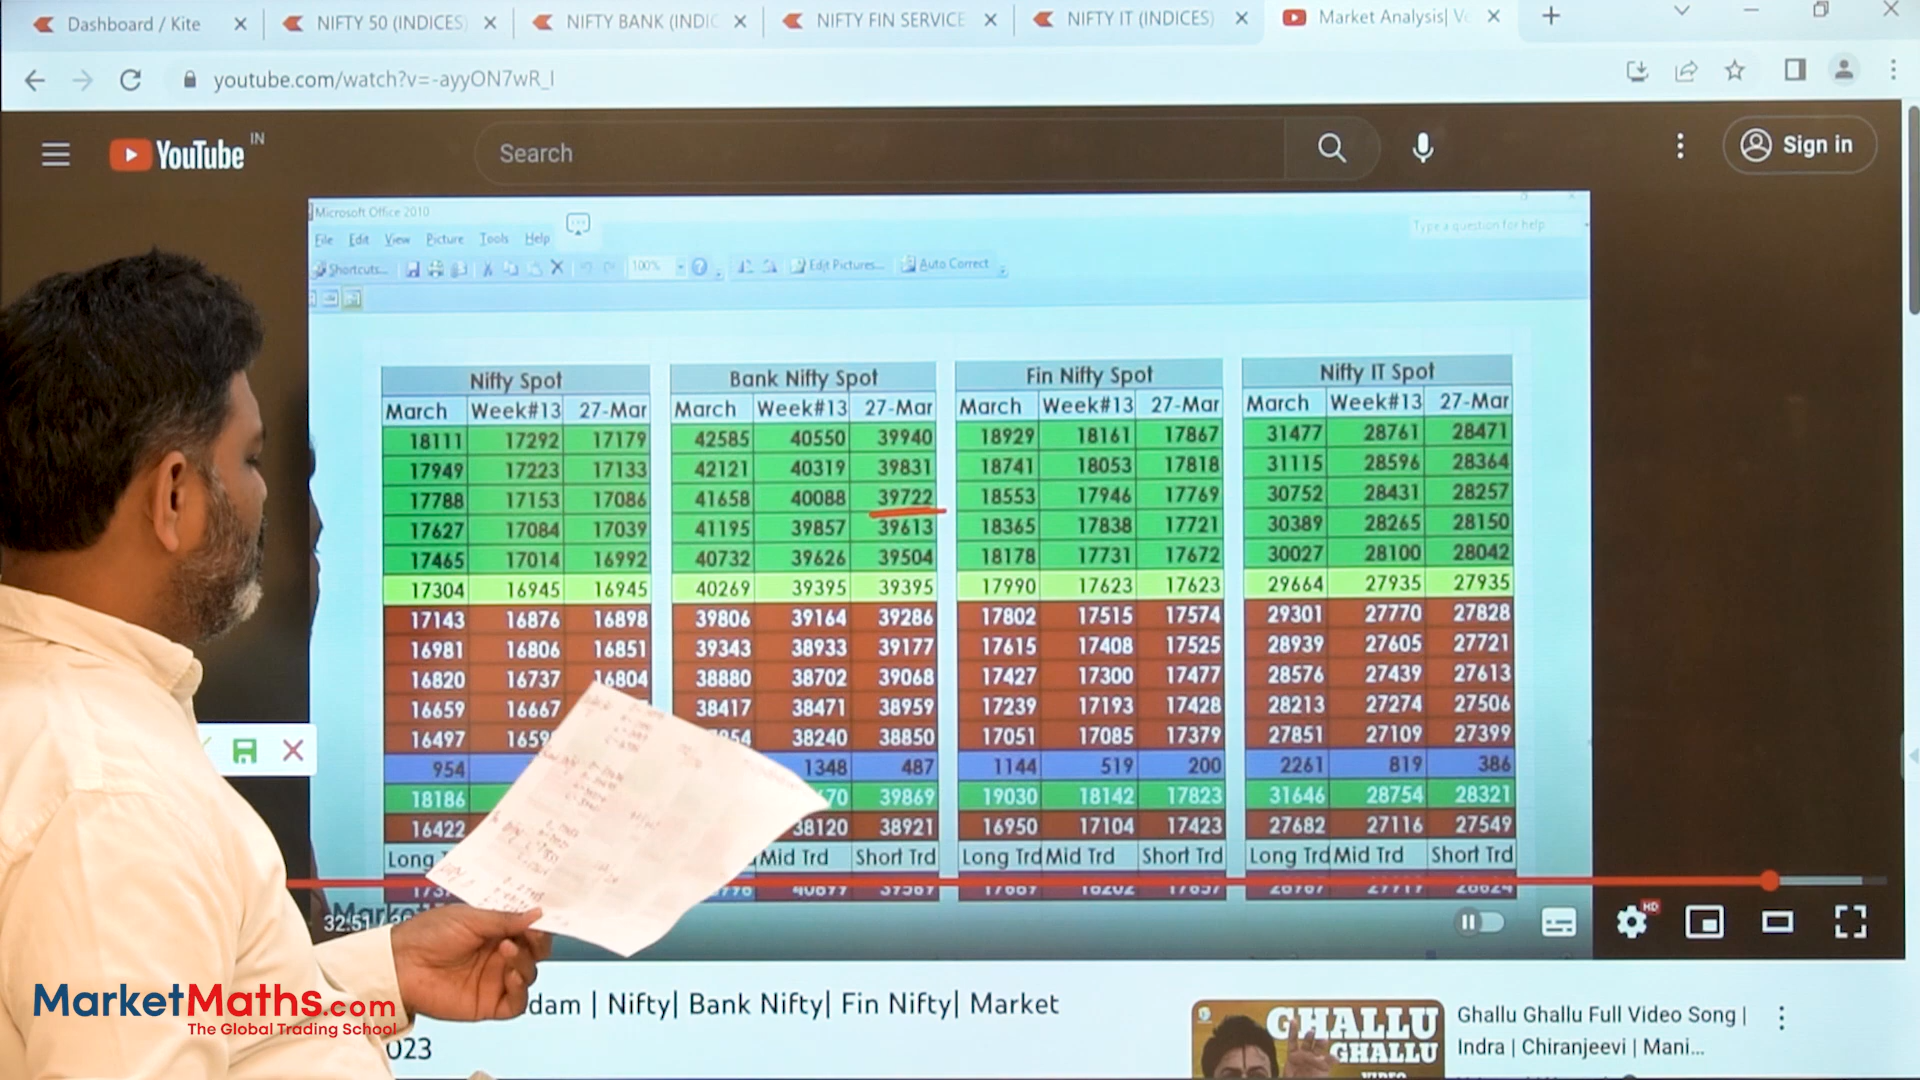 Dashboard / Kite
NIFTY 50 (INDICES)
NIFTY BANK (INDIC
NIFTY FIN SERVICE
NIFTY IT (INDICES)
Market Analysis| Vo
youtube.com/watch?v=-ayyON7wR_I
YouTube IN
Search
Sign in
Microsoft Office 2010
Type a question for help
File Edit View Picture Tools Help
Shortcuts... 100% Edit Pictures... Auto Correct
Nifty Spot Bank Nifty Spot Fin Nifty Spot Nifty IT Spot
March Week#13 27-Mar March Week#13 27-Mar March Week#13 27-Mar March Week#13 27-Mar
18111 17292 17179 42585 40550 39940 18929 18161 17867 31477 28761 28471
17949 17223 17133 42121 40319 39831 18741 18053 17818 31115 28596 28364
17788 17153 17086 41658 40088 39722 18553 17946 17769 30752 28431 28257
17627 17084 17039 41195 39857 39613 18365 17838 17721 30389 28265 28150
17465 17014 16992 40732 39626 39504 18178 17731 17672 30027 28100 28042
17304 16945 16945 40269 39395 39395 17990 17623 17623 29664 27935 27935
17143 16876 16898 39806 39164 39286 17802 17515 17574 29301 27770 27828
16981 16806 16851 39343 38933 39177 17615 17408 17525 28939 27605 27721
16820 16737 16804 38880 38702 39068 17427 17300 17477 28576 27439 27613
16659 16667 38417 38471 38959 17239 17193 17428 28213 27274 27506
16497 1659 954 38240 38850 17051 17085 17379 27851 27109 27399
954 1348 487 1144 519 200 2261 819 386
18186 70 39869 19030 18142 17823 31646 28754 28321
16422 38120 38921 16950 17104 17423 27682 27116 27549
Long Mid Trd Short Trd Long Trd Mid Trd Short Trd Long Trd Mid Trd Short Trd
32:51 /
HD
MarketMaths.com
The Global Trading School
dam | Nifty| Bank Nifty| Fin Nifty| Market
023
GHALLU
GHALLU
VIDEO
Ghallu Ghallu Full Video Song |
Indra | Chiranjeevi | Mani...